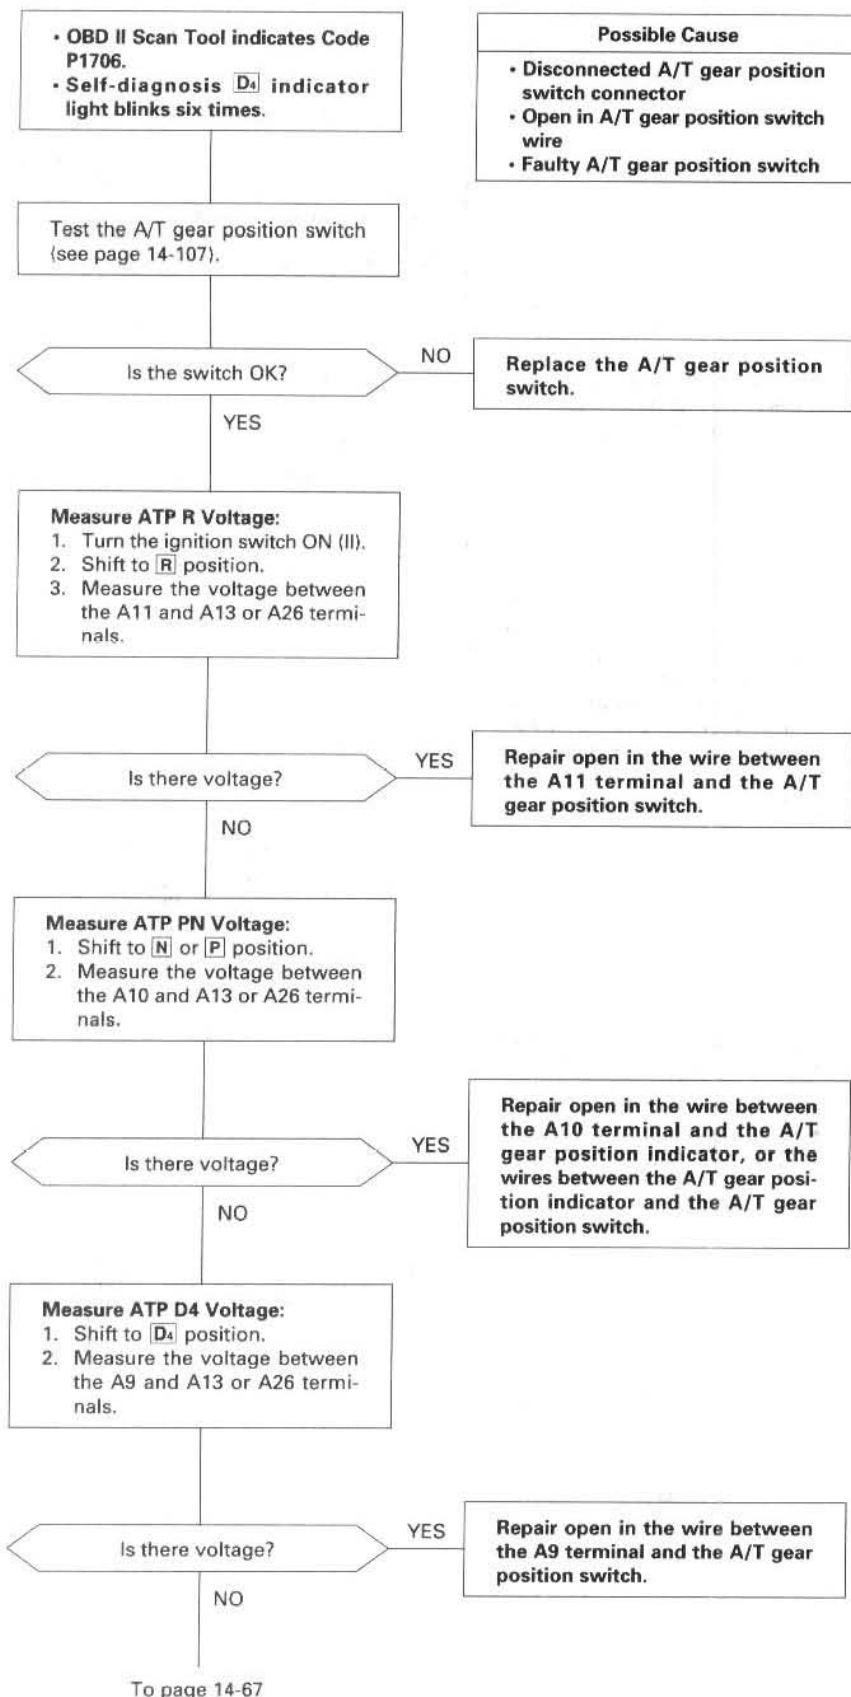 • OBD II Scan Tool indicates Code
P1706.
• Self-diagnosis D4 indicator
light blinks six times.
Possible Cause
• Disconnected A/T gear position
switch connector
• Open in A/T gear position switch
wire
• Faulty A/T gear position switch
Test the A/T gear position switch
(see page 14-107).
Is the switch OK?
NO
Replace the A/T gear position
switch.
YES
Measure ATP R Voltage:
1. Turn the ignition switch ON (II).
2. Shift to R position.
3. Measure the voltage between
the A11 and A13 or A26 termi-
nals.
Is there voltage?
YES
Repair open in the wire between
the A11 terminal and the A/T
gear position switch.
NO
Measure ATP PN Voltage:
1. Shift to N or P position.
2. Measure the voltage between
the A10 and A13 or A26 termi-
nals.
Is there voltage?
YES
Repair open in the wire between
the A10 terminal and the A/T
gear position indicator, or the
wires between the A/T gear posi-
tion indicator and the A/T gear
position switch.
NO
Measure ATP D4 Voltage:
1. Shift to D4 position.
2. Measure the voltage between
the A9 and A13 or A26 termi-
nals.
Is there voltage?
YES
Repair open in the wire between
the A9 terminal and the A/T gear
position switch.
NO
To page 14-67